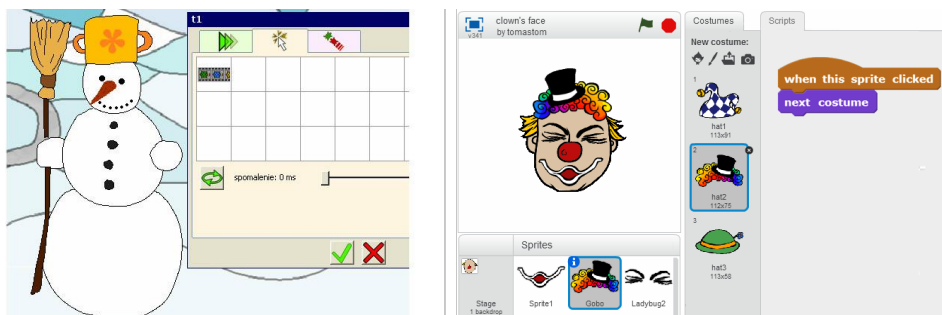 t1
spomalenie: 0 ms
clown's face
by tomastom
v341
Sprites
Stage
1 backdrop
Sprite1
Gobo
Ladybug2
Costumes
New costume:
1
hat1
113x91
2
hat2
112x75
3
hat3
113x58
Scripts
when this sprite clicked
next costume